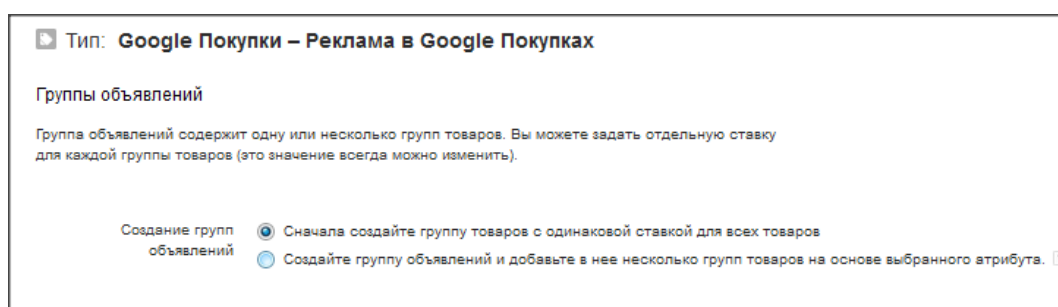 Тип: Google Покупки – Реклама в Google Покупках
Группы объявлений
Группа объявлений содержит одну или несколько групп товаров. Вы можете задать отдельную ставку
для каждой группы товаров (это значение всегда можно изменить).
Создание групп
объявлений
Сначала создайте группу товаров с одинаковой ставкой для всех товаров
Создайте группу объявлений и добавьте в нее несколько групп товаров на основе выбранного атрибута.